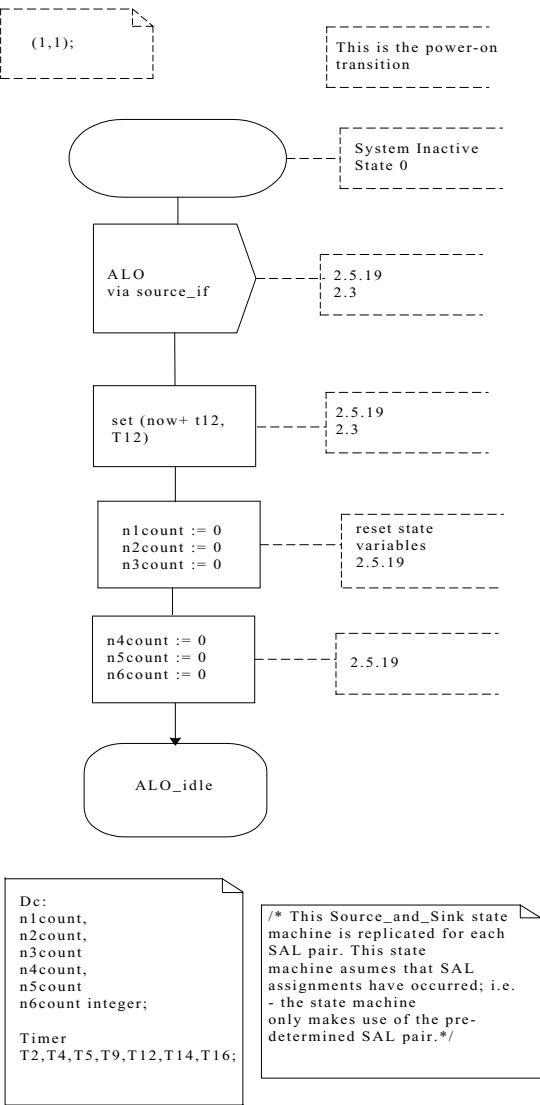 (1,1);
This is the power-on
transition
System Inactive
State 0
ALO
via source_if
2.5.19
2.3
set (now+ t12,
T12)
2.5.19
2.3
n1count := 0
n2count := 0
n3count := 0
reset state
variables
2.5.19
n4count := 0
n5count := 0
n6count := 0
2.5.19
ALO_idle
Dc:
n1count,
n2count,
n3count
n4count,
n5count
n6count integer;
Timer
T2,T4,T5,T9,T12,T14,T16;
/* This Source_and_Sink state
machine is replicated for each
SAL pair. This state
machine asumes that SAL
assignments have occurred; i.e.
- the state machine
only makes use of the pre-
determined SAL pair.*/